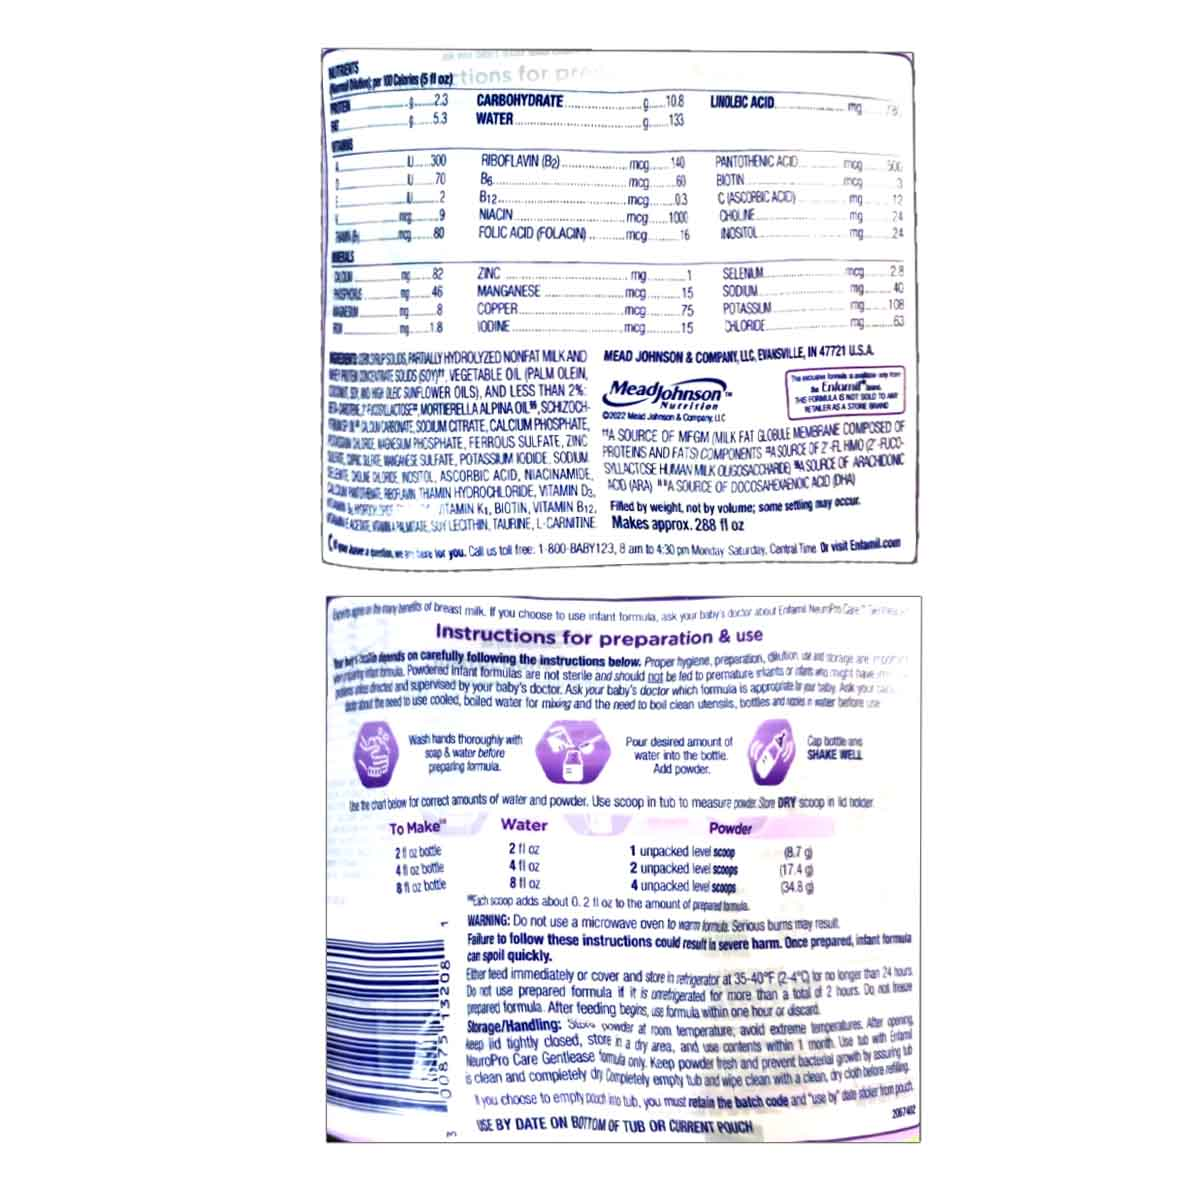 NUTRIENTS
(Normal Dilution) per 100 Calories (5 fl oz)
PROTEIN g 2.3
FAT g 5.3
CARBOHYDRATE g 10.8
WATER g 133
LINOLEIC ACID mg
VITAMINS
A IU 300
D IU 70
E IU 2
K mcg 9
THIAMIN (B1) mcg 80
RIBOFLAVIN (B2) mcg 140
B6 mcg 60
B12 mcg 0.3
NIACIN mcg 1000
FOLIC ACID (FOLACIN) mcg 16
PANTOTHENIC ACID mcg 500
BIOTIN mcg 3
C (ASCORBIC ACID) mg 12
CHOLINE mg 24
INOSITOL mg 24
MINERALS
CALCIUM mg 82
PHOSPHORUS mg 46
MAGNESIUM mg 8
IRON mg 1.8
ZINC mg 1
MANGANESE mcg 15
COPPER mcg 75
IODINE mcg 15
SELENIUM mcg 2.8
SODIUM mg 40
POTASSIUM mg 108
CHLORIDE mg 63
INGREDIENTS: CORN SYRUP SOLIDS, PARTIALLY HYDROLYZED NONFAT MILK AND
WHEY PROTEIN CONCENTRATE SOLIDS (SOY)††, VEGETABLE OIL (PALM OLEIN,
COCONUT, SOY, AND HIGH OLEIC SUNFLOWER OILS), AND LESS THAN 2%:
BETA-CAROTENE, 2'-FUCOSYLLACTOSE, MORTIERELLA ALPINA OIL§§, SCHIZOCH-
CALCIUM CARBONATE, SODIUM CITRATE, CALCIUM PHOSPHATE,
POTASSIUM CHLORIDE, MAGNESIUM PHOSPHATE, FERROUS SULFATE, ZINC
SULFATE, CUPRIC SULFATE, MANGANESE SULFATE, POTASSIUM IODIDE, SODIUM
SELENITE, CHOLINE CHLORIDE, INOSITOL, ASCORBIC ACID, NIACINAMIDE,
CALCIUM PANTOTHENATE, RIBOFLAVIN, THIAMIN HYDROCHLORIDE, VITAMIN D3,
VITAMIN K1, BIOTIN, VITAMIN B12,
VITAMIN E ACETATE, VITAMIN A PALMITATE, SOY LECITHIN, TAURINE, L-CARNITINE
MEAD JOHNSON & COMPANY, LLC, EVANSVILLE, IN 47721 U.S.A.
MeadJohnson™
Nutrition
©2022 Mead Johnson & Company, LLC
The exclusive formula is available only from
the Enfamil® brand.
THIS FORMULA IS NOT SOLD TO ANY
RETAILER AS A STORE BRAND
††A SOURCE OF MFGM (MILK FAT GLOBULE MEMBRANE COMPOSED OF
PROTEINS AND FATS) COMPONENTS A SOURCE OF 2'-FL HMO (2'-FUCO-
SYLLACTOSE HUMAN MILK OLIGOSACCHARIDE) A SOURCE OF ARACHIDONIC
ACID (ARA) A SOURCE OF DOCOSAHEXAENOIC ACID (DHA)
Filled by weight, not by volume; some settling may occur.
Makes approx. 288 fl oz
If you have a question, we are here for you. Call us toll free: 1-800-BABY123, 8 am to 4:30 pm Monday Saturday, Central Time Or visit Enfamil.com
Experts agree on the many benefits of breast milk. If you choose to use infant formula, ask your baby's doctor about Enfamil NeuroPro Care™
Instructions for preparation & use
Your baby's health depends on carefully following the instructions below. Proper hygiene, preparation, dilution, use and storage are important
when preparing infant formula. Powdered infant formulas are not sterile and should not be fed to premature infants or infants who might have
problems unless directed and supervised by your baby's doctor. Ask your baby's doctor which formula is appropriate for your baby. Ask your
doctor about the need to use cooled, boiled water for mixing and the need to boil clean utensils, bottles and nipples in water before use
Wash hands thoroughly with
soap & water before
preparing formula.
Pour desired amount of
water into the bottle.
Add powder.
Cap bottle and
SHAKE WELL
Use the chart below for correct amounts of water and powder. Use scoop in tub to measure powder. Store DRY scoop in lid holder.
To Make Water Powder
2 fl oz bottle 2 fl oz 1 unpacked level scoop (8.7 g)
4 fl oz bottle 4 fl oz 2 unpacked level scoops (17.4 g)
8 fl oz bottle 8 fl oz 4 unpacked level scoops (34.8 g)
Each scoop adds about 0.2 fl oz to the amount of prepared formula.
WARNING: Do not use a microwave oven to warm formula. Serious burns may result.
Failure to follow these instructions could result in severe harm. Once prepared, infant formula
can spoil quickly.
Either feed immediately or cover and store in refrigerator at 35-40°F (2-4°C) for no longer than 24 hours.
Do not use prepared formula if it is unrefrigerated for more than a total of 2 hours. Do not freeze
prepared formula. After feeding begins, use formula within one hour or discard.
Storage/Handling: Store powder at room temperature, avoid extreme temperatures. After opening,
keep lid tightly closed, store in a dry area, and use contents within 1 month. Use tub with Enfamil
NeuroPro Care Gentlease formula only. Keep powder fresh and prevent bacterial growth by assuring tub
is clean and completely dry Completely empty tub and wipe clean with a clean, dry cloth before refilling.
If you choose to empty pouch into tub, you must retain the batch code and "use by" date sticker from pouch.
2067402
USE BY DATE ON BOTTOM OF TUB OR CURRENT POUCH
3 00875 13208 1